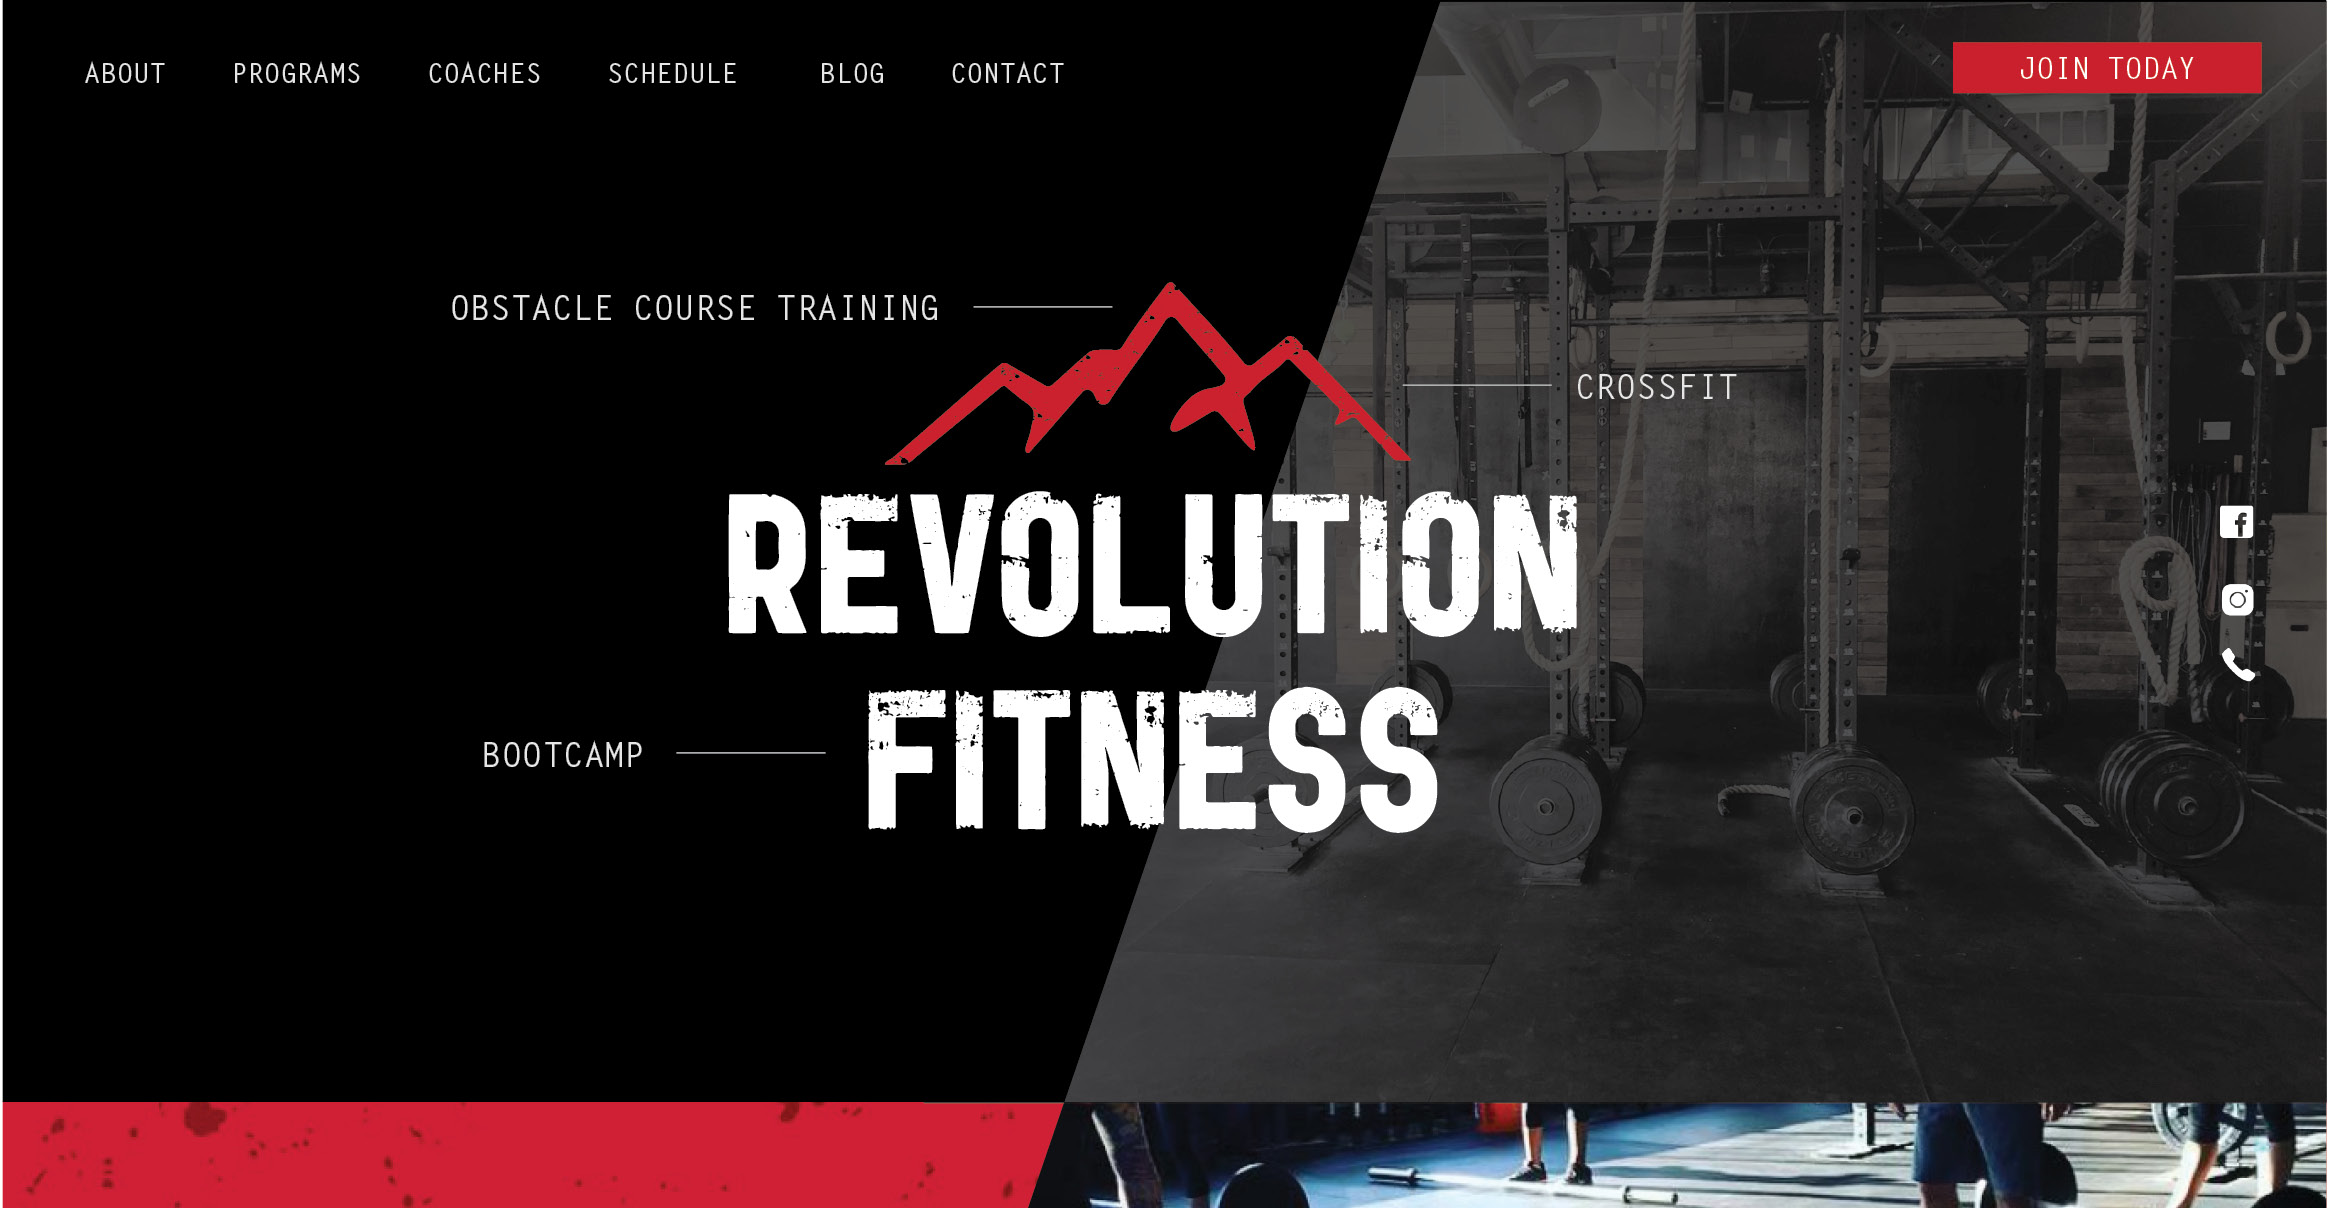 ABOUT PROGRAMS COACHES SCHEDULE BLOG CONTACT JOIN TODAY
OBSTACLE COURSE TRAINING
CROSSFIT
REVOLUTION
FITNESS
BOOTCAMP